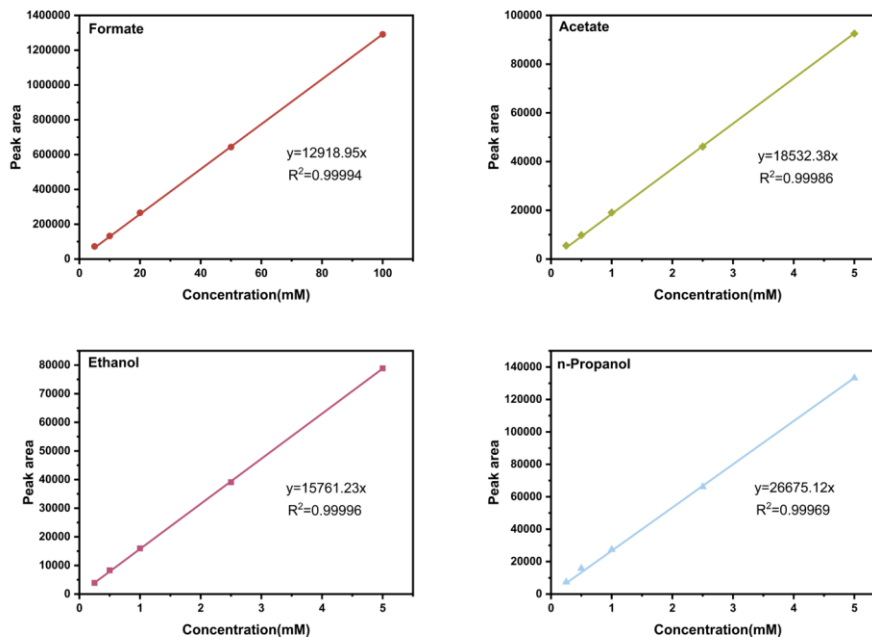 Formate
1400000
1200000
1000000
800000
600000
400000
200000
0
Peak area
y=12918.95x
R²=0.99994
0 20 40 60 80 100
Concentration(mM)
Acetate
100000
80000
60000
40000
20000
0
Peak area
y=18532.38x
R²=0.99986
0 1 2 3 4 5
Concentration(mM)
Ethanol
80000
70000
60000
50000
40000
30000
20000
10000
0
Peak area
y=15761.23x
R²=0.99996
0 1 2 3 4 5
Concentration(mM)
n-Propanol
140000
120000
100000
80000
60000
40000
20000
0
Peak area
y=26675.12x
R²=0.99969
0 1 2 3 4 5
Concentration(mM)